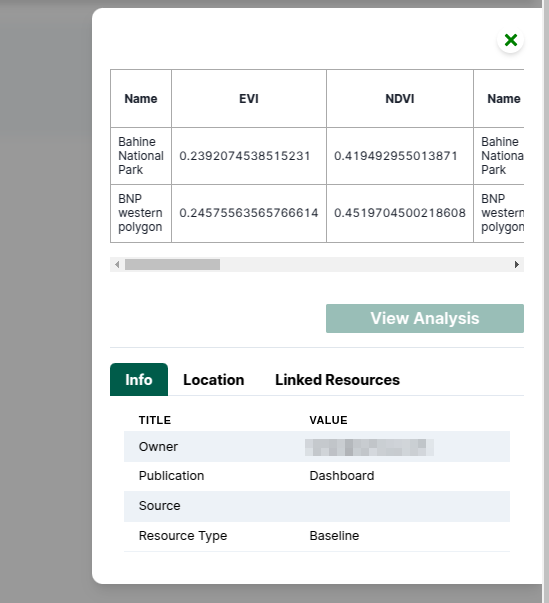 Name EVI NDVI Name
Bahine
National
Park
0.2392074538515231 0.419492955013871
Bahine
Nationa
Park
BNP
western
polygon
0.24575563565766614 0.4519704500218608
BNP
western
polygon
View Analysis
Info Location Linked Resources
TITLE VALUE
Owner
Publication Dashboard
Source
Resource Type Baseline